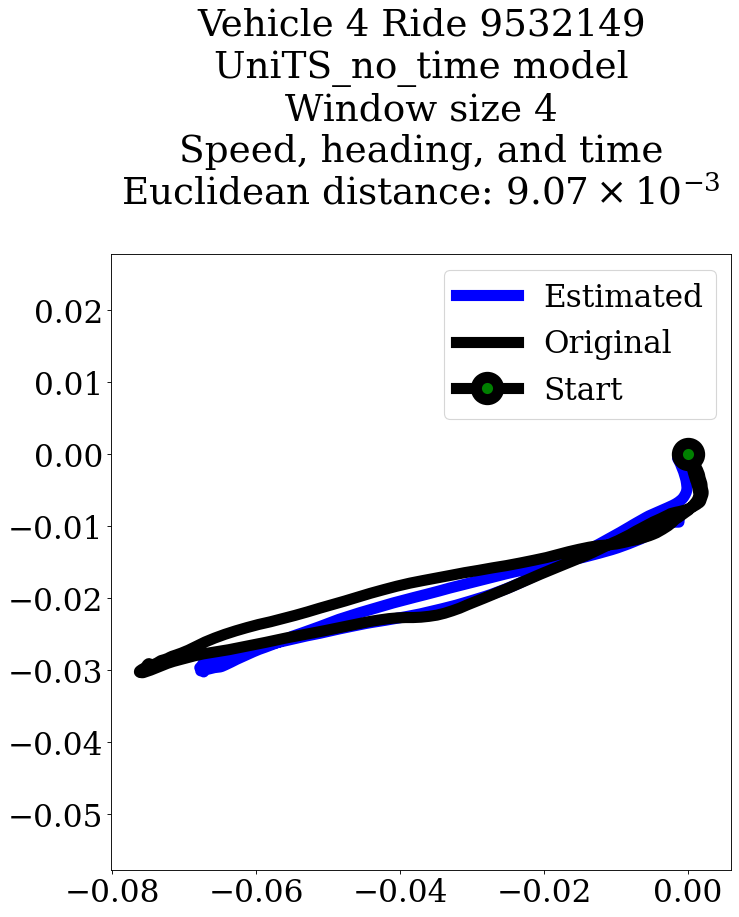 Vehicle 4 Ride 9532149
UniTS_no_time model
Window size 4
Speed, heading, and time
Euclidean distance: 9.07 × 10⁻³
Estimated
Original
Start
0.02
0.01
0.00
−0.01
−0.02
−0.03
−0.04
−0.05
−0.08 −0.06 −0.04 −0.02 0.00